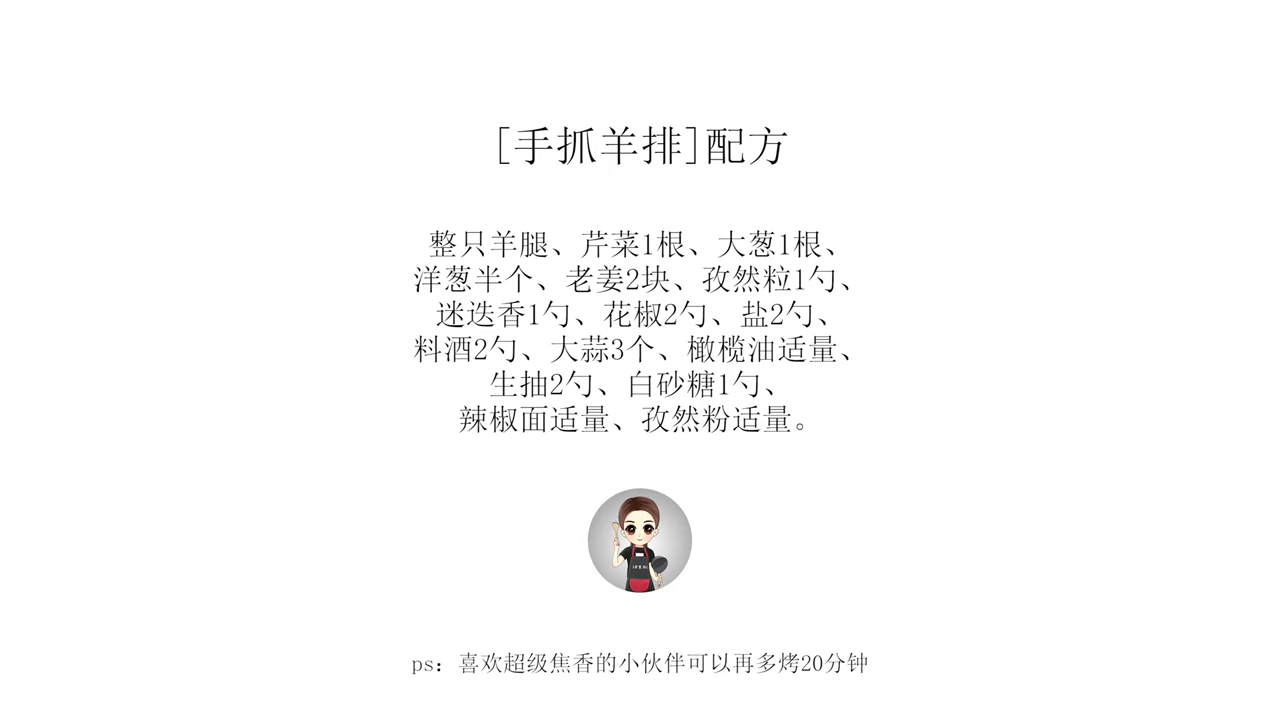 [手抓羊排]配方
整只羊腿、芹菜1根、大葱1根、
洋葱半个、老姜2块、孜然粒1勺、
迷迭香1勺、花椒2勺、盐2勺、
料酒2勺、大蒜3个、橄榄油适量、
生抽2勺、白砂糖1勺、
辣椒面适量、孜然粉适量。
ps：喜欢超级焦香的小伙伴可以再多烤20分钟